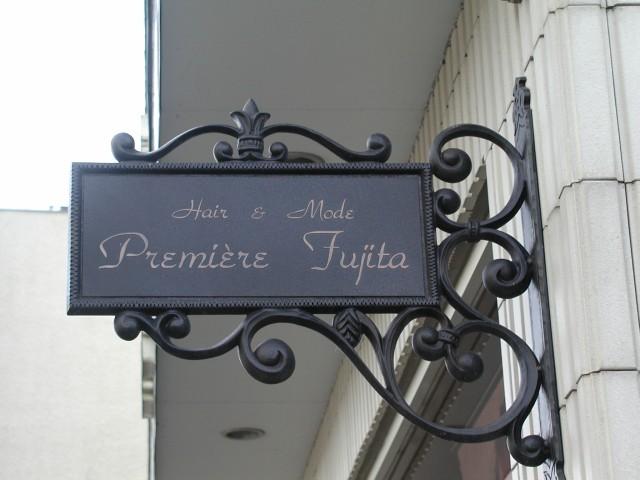 Hair & Mode
Première Fujita